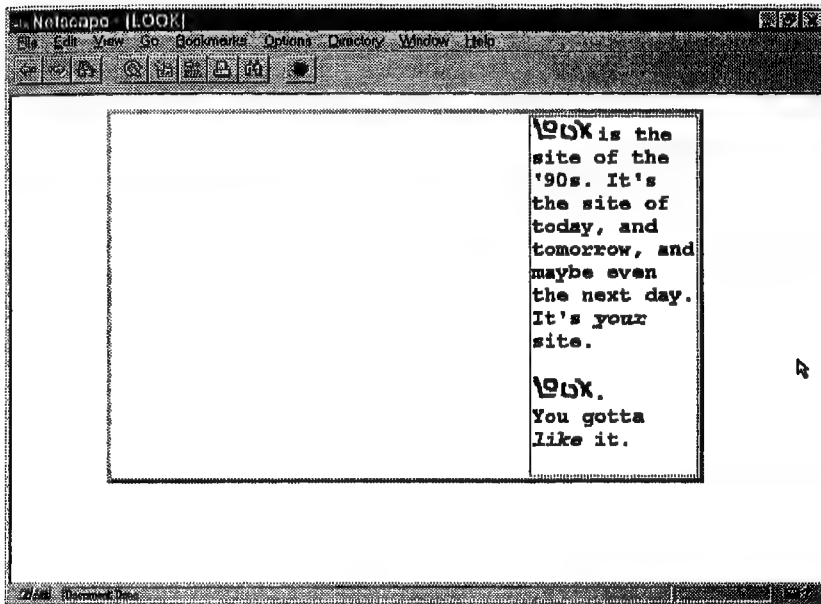 Netscape - [LOOK]
File Edit View Go Bookmarks Options Directory Window Help
LOOK is the
site of the
'90s. It's
the site of
today, and
tomorrow, and
maybe even
the next day.
It's your
site.
LOOK.
You gotta
like it.
Document: Done